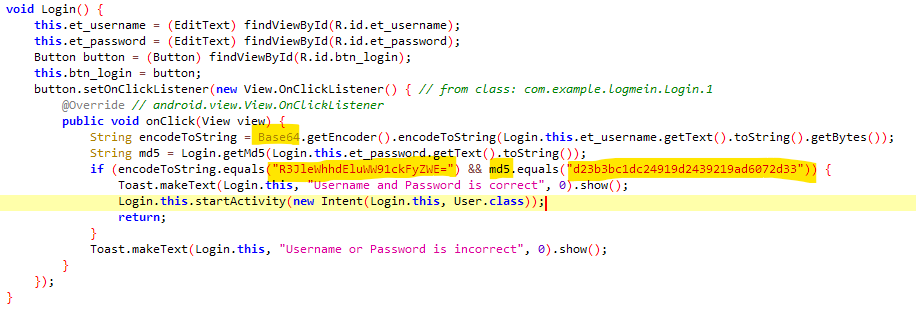 void Login() {
this.et_username = (EditText) findViewById(R.id.et_username);
this.et_password = (EditText) findViewById(R.id.et_password);
Button button = (Button) findViewById(R.id.btn_login);
this.btn_login = button;
button.setOnClickListener(new View.OnClickListener() { // from class: com.example.logmein.Login.1
@Override // android.view.View.OnClickListener
public void onClick(View view) {
String encodeToString = Base64.getEncoder().encodeToString(Login.this.et_username.getText().toString().getBytes());
String md5 = Login.getMd5(Login.this.et_password.getText().toString());
if (encodeToString.equals("R3JleWhhdEluWW91ckFyZWE=") && md5.equals("d23b3bc1dc24919d2439219ad6072d33")) {
Toast.makeText(Login.this, "Username and Password is correct", 0).show();
Login.this.startActivity(new Intent(Login.this, User.class));
return;
}
Toast.makeText(Login.this, "Username or Password is incorrect", 0).show();
}
});
}